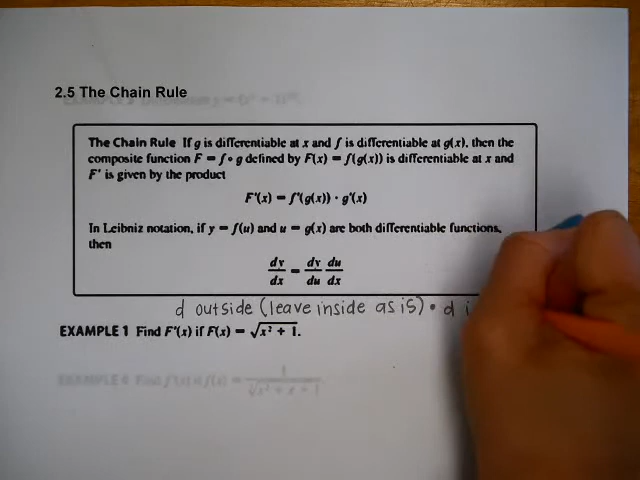 2.5 The Chain Rule
The Chain Rule If g is differentiable at x and f is differentiable at g(x), then the
composite function F = f ∘ g defined by F(x) = f(g(x)) is differentiable at x and
F' is given by the product
F'(x) = f'(g(x)) · g'(x)
In Leibniz notation, if y = f(u) and u = g(x) are both differentiable functions,
then
dy/dx = dy/du du/dx
d outside (leave inside as is) • d i
EXAMPLE 1 Find F'(x) if F(x) = √(x² + 1).